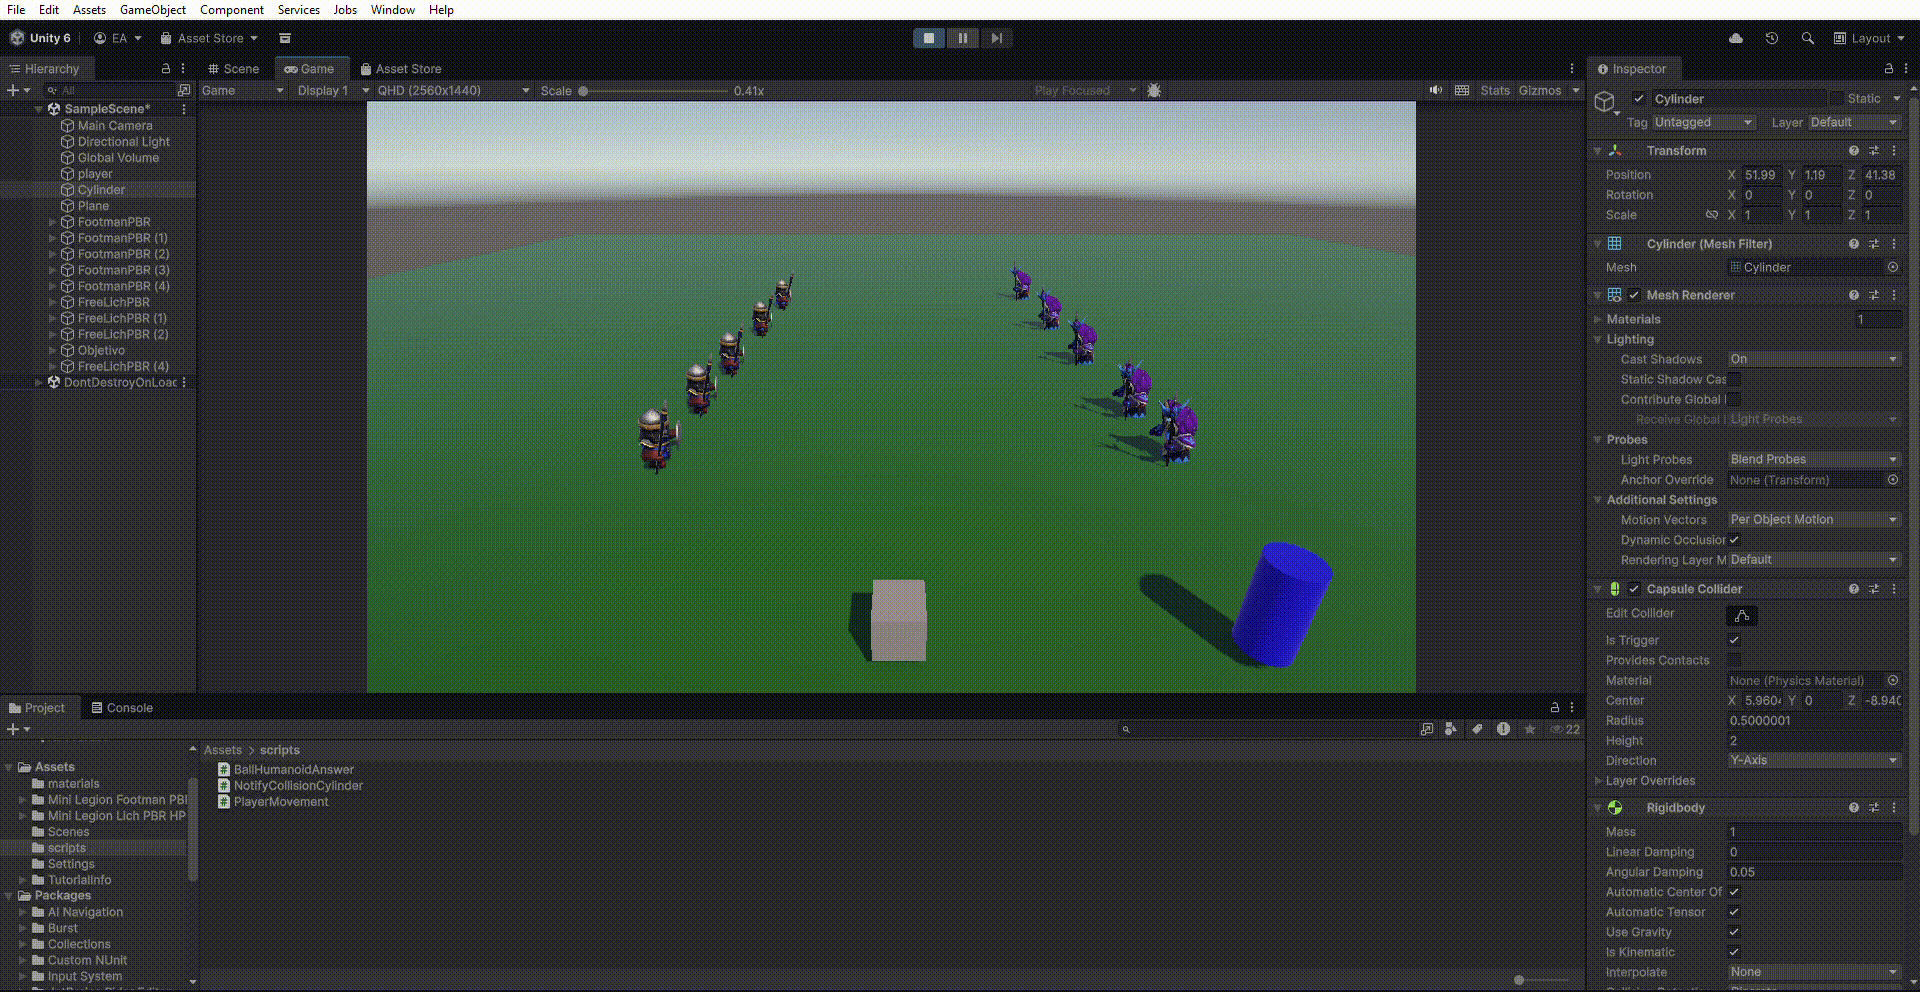 File Edit Assets GameObject Component Services Jobs Window Help
Unity 6 EA Asset Store Layout
Hierarchy
All
SampleScene*
Main Camera
Directional Light
Global Volume
player
Cylinder
Plane
FootmanPBR
FootmanPBR (1)
FootmanPBR (2)
FootmanPBR (3)
FootmanPBR (4)
FreeLichPBR
FreeLichPBR (1)
FreeLichPBR (2)
Objetivo
FreeLichPBR (4)
DontDestroyOnLoad
Scene Game Asset Store
Game Display 1 QHD (2560x1440) Scale 0.41x Play Focused Stats Gizmos
Inspector
Cylinder Static
Tag Untagged Layer Default
Transform
Position X 51.99 Y 1.19 Z 41.38
Rotation X 0 Y 0 Z 0
Scale X 1 Y 1 Z 1
Cylinder (Mesh Filter)
Mesh Cylinder
Mesh Renderer
Materials 1
Lighting
Cast Shadows On
Static Shadow Cas
Contribute Global I
Receive Global I Light Probes
Probes
Light Probes Blend Probes
Anchor Override None (Transform)
Additional Settings
Motion Vectors Per Object Motion
Dynamic Occlusion
Rendering Layer M Default
Capsule Collider
Edit Collider
Is Trigger
Provides Contacts
Material None (Physics Material)
Center X 5.960 Y 0 Z -8.940
Radius 0.5000001
Height 2
Direction Y-Axis
Layer Overrides
Rigidbody
Mass 1
Linear Damping 0
Angular Damping 0.05
Automatic Center Of
Automatic Tensor
Use Gravity
Is Kinematic
Interpolate None
Project Console
22
Assets
materials
Mini Legion Footman PB
Mini Legion Lich PBR HP
Scenes
scripts
Settings
TutorialInfo
Packages
AI Navigation
Burst
Collections
Custom NUnit
Input System
Assets > scripts
BallHumanoidAnswer
NotifyCollisionCylinder
PlayerMovement